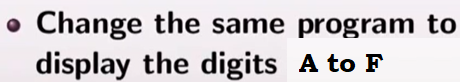 Change the same program to
display the digits A to F